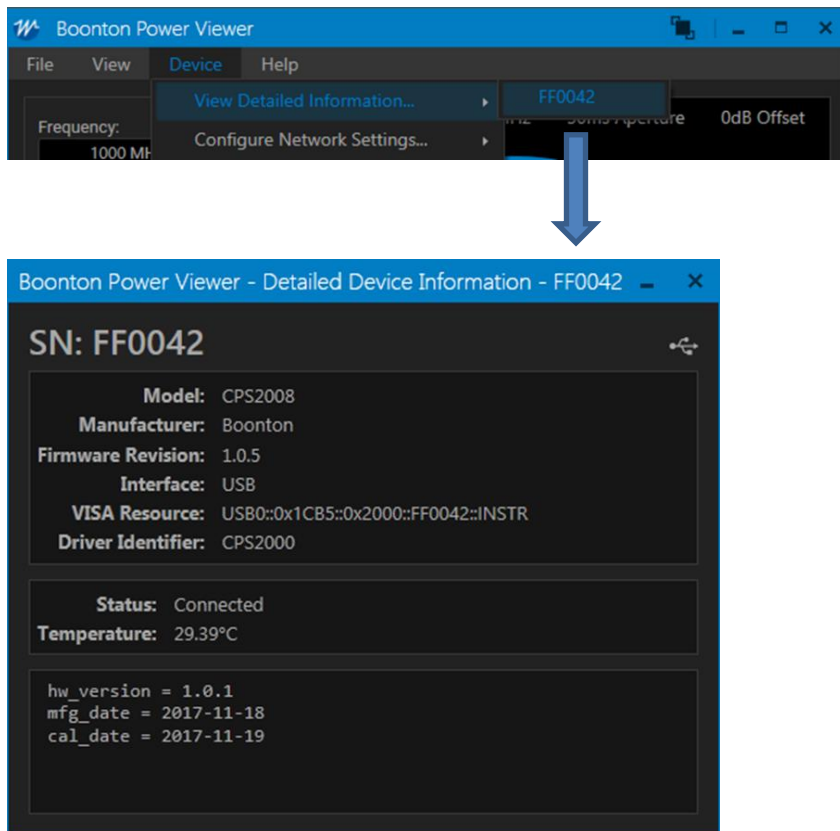 Boonton Power Viewer
File View Device Help
View Detailed Information... FF0042
Frequency: Aperture 0dB Offset
1000 MH
Configure Network Settings...
Boonton Power Viewer - Detailed Device Information - FF0042
SN: FF0042
Model: CPS2008
Manufacturer: Boonton
Firmware Revision: 1.0.5
Interface: USB
VISA Resource: USB0::0x1CB5::0x2000::FF0042::INSTR
Driver Identifier: CPS2000
Status: Connected
Temperature: 29.39°C
hw_version = 1.0.1
mfg_date = 2017-11-18
cal_date = 2017-11-19